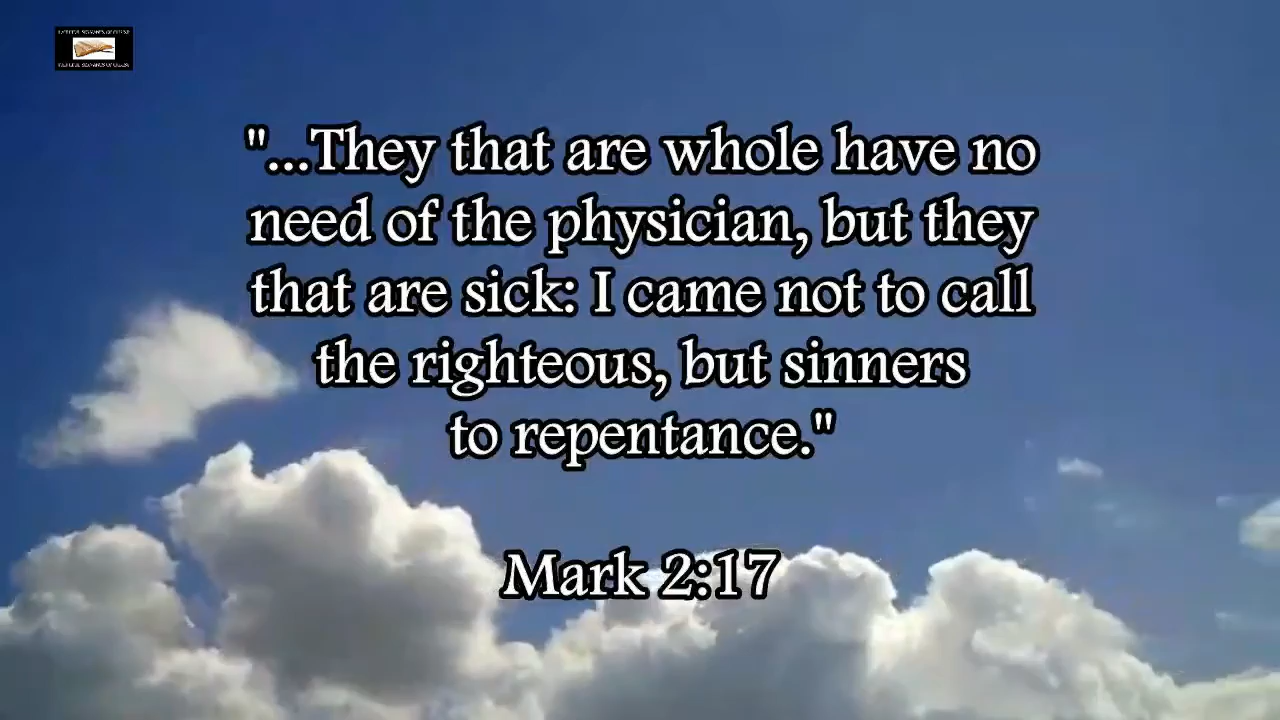 "...They that are whole have no
need of the physician, but they
that are sick: I came not to call
the righteous, but sinners
to repentance."
Mark 2:17